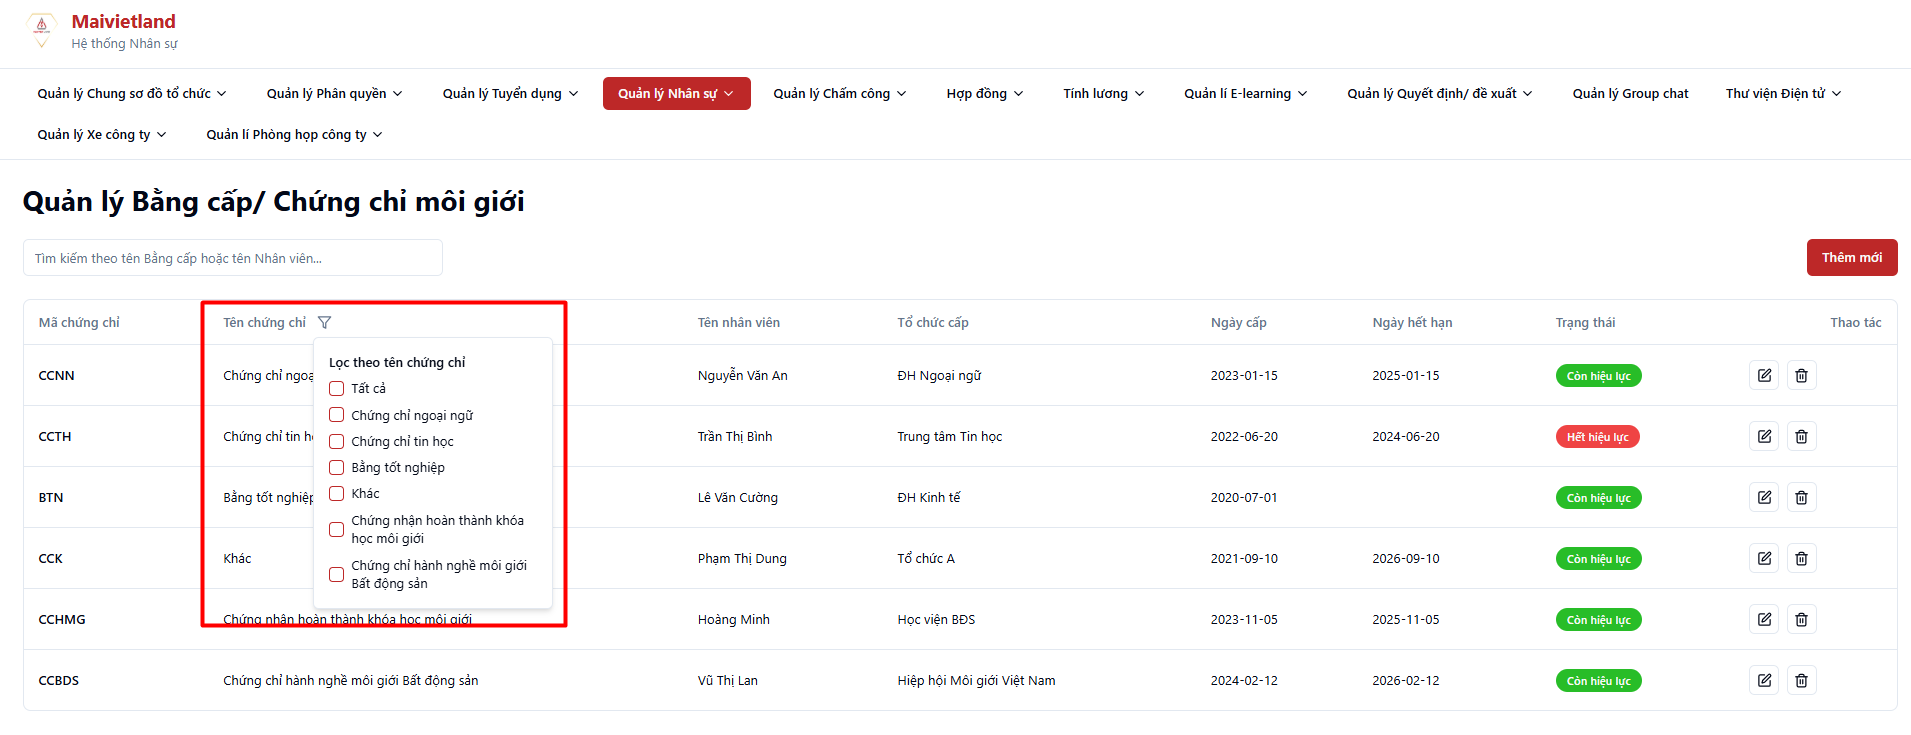 Maivietland
Hệ thống Nhân sự
Quản lý Chung sơ đồ tổ chức Quản lý Phân quyền Quản lý Tuyển dụng Quản lý Nhân sự Quản lý Chấm công Hợp đồng Tính lương Quản lí E-learning Quản lý Quyết định/ đề xuất Quản lý Group chat Thư viện Điện tử
Quản lý Xe công ty Quản lí Phòng họp công ty
Quản lý Bằng cấp/ Chứng chỉ môi giới
Tìm kiếm theo tên Bằng cấp hoặc tên Nhân viên...
Thêm mới
Mã chứng chỉ Tên chứng chỉ Tên nhân viên Tổ chức cấp Ngày cấp Ngày hết hạn Trạng thái Thao tác
Lọc theo tên chứng chỉ
Tất cả
Chứng chỉ ngoại ngữ
Chứng chỉ tin học
Bằng tốt nghiệp
Khác
Chứng nhận hoàn thành khóa
học môi giới
Chứng chỉ hành nghề môi giới
Bất động sản
CCNN Chứng chỉ Nguyễn Văn An ĐH Ngoại ngữ 2023-01-15 2025-01-15 Còn hiệu lực
CCTH Chứng chỉ tin Trần Thị Bình Trung tâm Tin học 2022-06-20 2024-06-20 Hết hiệu lực
BTN Bằng tốt nghiệp Lê Văn Cường ĐH Kinh tế 2020-07-01 Còn hiệu lực
CCK Khác Phạm Thị Dung Tổ chức A 2021-09-10 2026-09-10 Còn hiệu lực
CCHMG Chứng nhận hoàn thành khóa học môi giới Hoàng Minh Học viện BĐS 2023-11-05 2025-11-05 Còn hiệu lực
CCBDS Chứng chỉ hành nghề môi giới Bất động sản Vũ Thị Lan Hiệp hội Môi giới Việt Nam 2024-02-12 2026-02-12 Còn hiệu lực